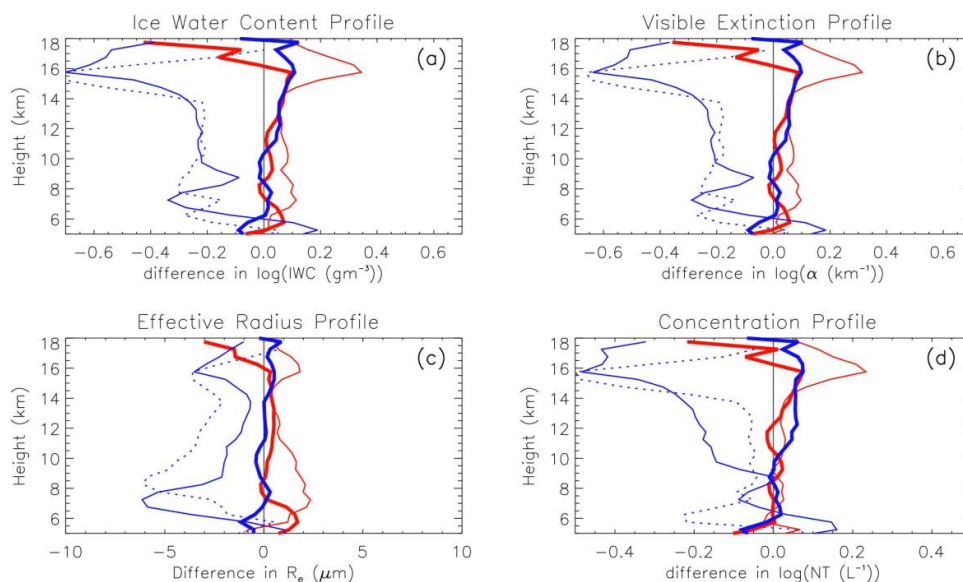 Ice Water Content Profile
18
16
14
12
10
8
6
Height (km)
(a)
−0.6 −0.4 −0.2 0.0 0.2 0.4 0.6
difference in log(IWC (gm⁻³))
Visible Extinction Profile
18
16
14
12
10
8
6
Height (km)
(b)
−0.6 −0.4 −0.2 0.0 0.2 0.4 0.6
difference in log(α (km⁻¹))
Effective Radius Profile
18
16
14
12
10
8
6
Height (km)
(c)
−10 −5 0 5 10
Difference in Rₑ (μm)
Concentration Profile
18
16
14
12
10
8
6
Height (km)
(d)
−0.4 −0.2 0.0 0.2 0.4
difference in log(NT (L⁻¹))